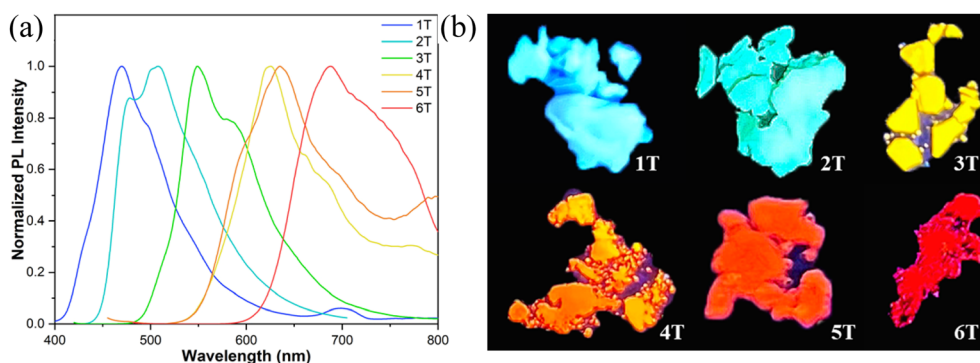 (a)
1T
2T
3T
4T
5T
6T
1.0
0.8
0.6
0.4
0.2
0.0
Normalized PL Intensity
400
500
600
700
800
Wavelength (nm)
(b)
1T
2T
3T
4T
5T
6T